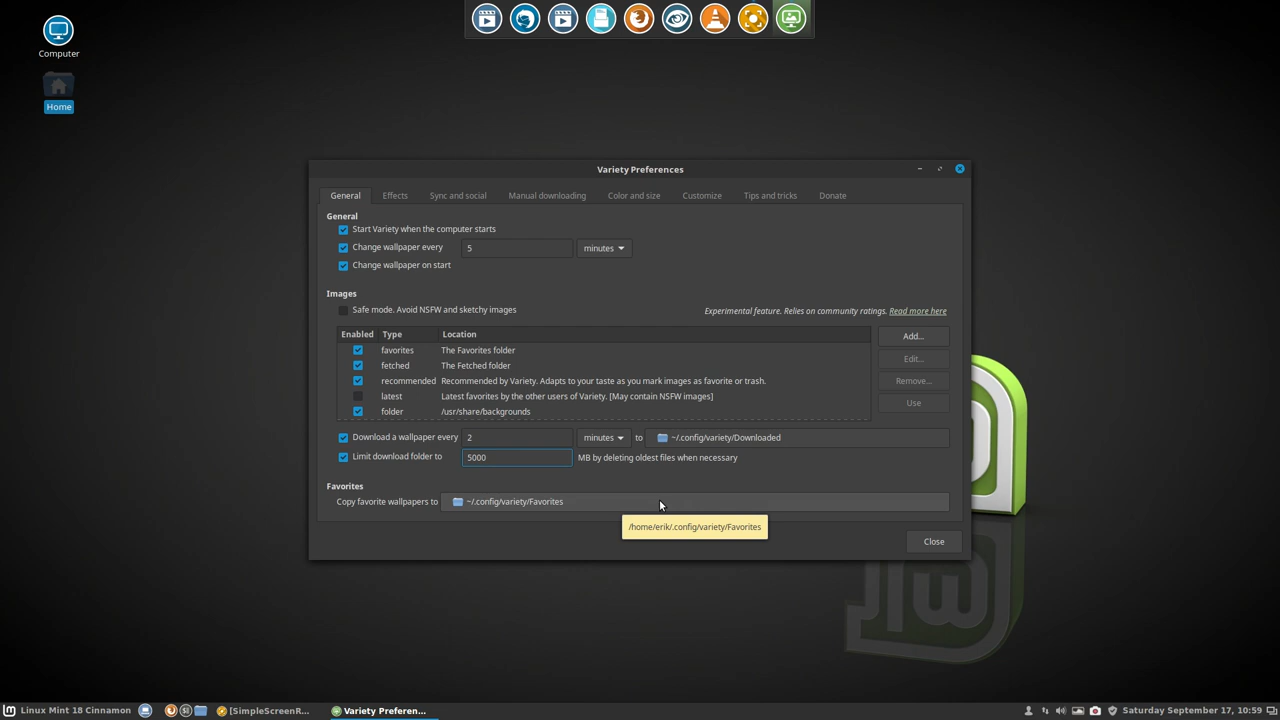 Computer
Home
Variety Preferences
General Effects Sync and social Manual downloading Color and size Customize Tips and tricks Donate
General
Start Variety when the computer starts
Change wallpaper every 5 minutes
Change wallpaper on start
Images
Safe mode. Avoid NSFW and sketchy images
Experimental feature. Relies on community ratings. Read more here
Enabled Type Location
favorites The Favorites folder
fetched The Fetched folder
recommended Recommended by Variety. Adapts to your taste as you mark images as favorite or trash.
latest Latest favorites by the other users of Variety. [May contain NSFW images]
folder /usr/share/backgrounds
Add...
Edit...
Remove...
Use
Download a wallpaper every 2 minutes to ~/.config/variety/Downloaded
Limit download folder to 5000 MB by deleting oldest files when necessary
Favorites
Copy favorite wallpapers to ~/.config/variety/Favorites
/home/erik/.config/variety/Favorites
Close
Linux Mint 18 Cinnamon [SimpleScreenR... Variety Preferen... Saturday September 17, 10:59